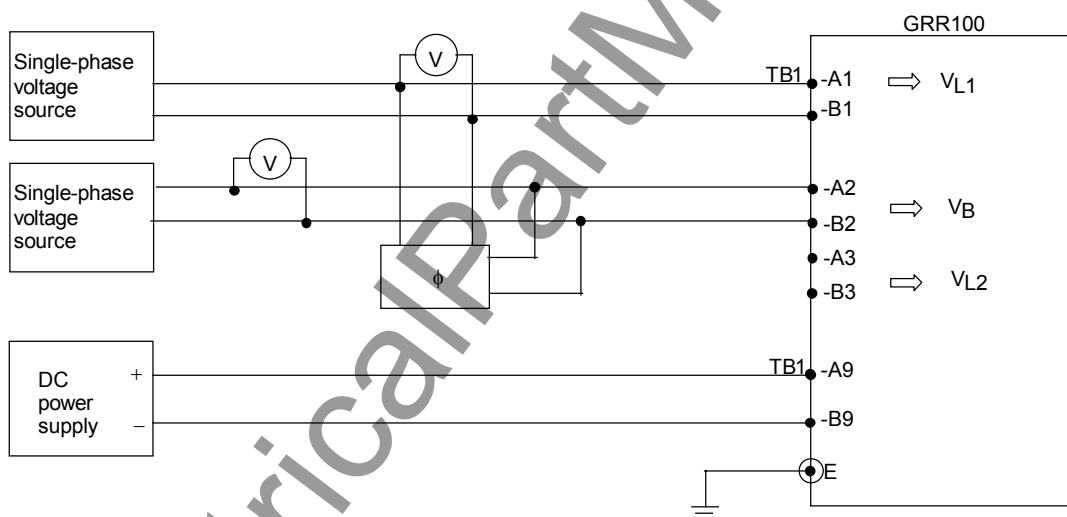 GRR100
Single-phase
voltage
source
V
TB1
-A1
VL1
-B1
V
Single-phase
voltage
source
-A2
VB
-B2
-A3
VL2
-B3
ϕ
DC
power
supply
+
−
TB1
-A9
-B9
E